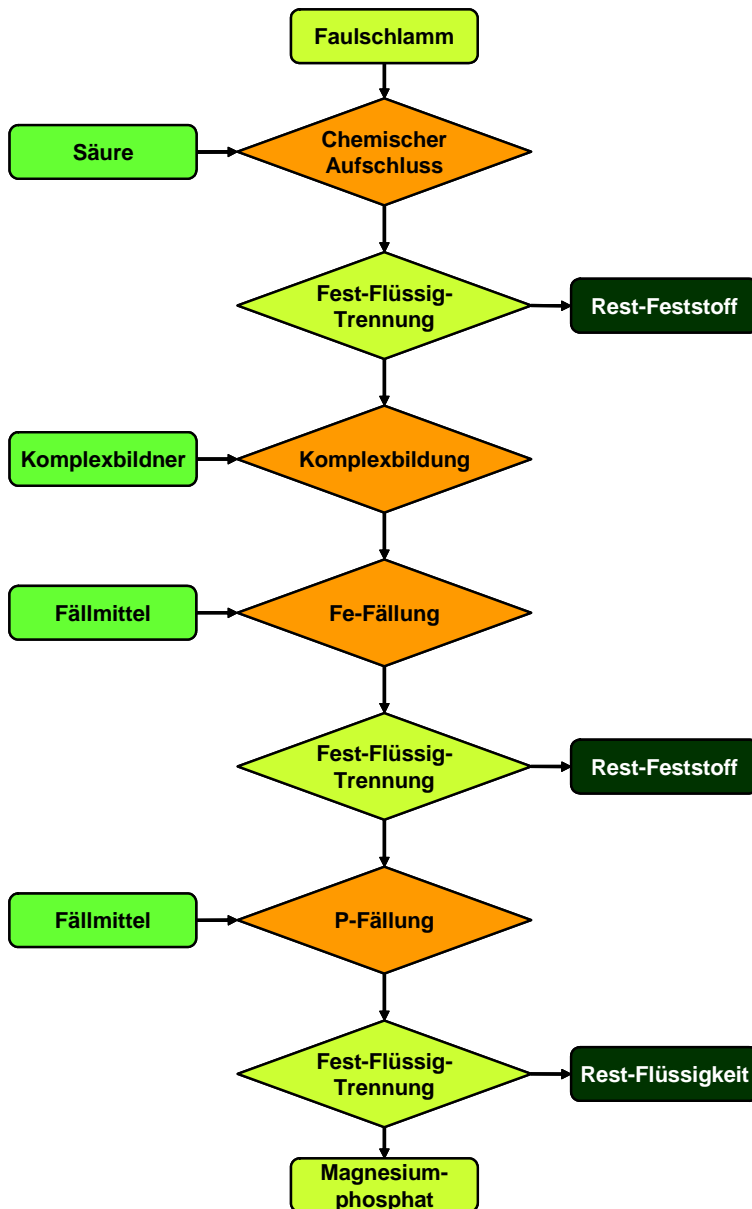 Faulschlamm
Säure
Chemischer
Aufschluss
Fest-Flüssig-
Trennung
Rest-Feststoff
Komplexbildner
Komplexbildung
Fällmittel
Fe-Fällung
Fest-Flüssig-
Trennung
Rest-Feststoff
Fällmittel
P-Fällung
Fest-Flüssig-
Trennung
Rest-Flüssigkeit
Magnesium-
phosphat